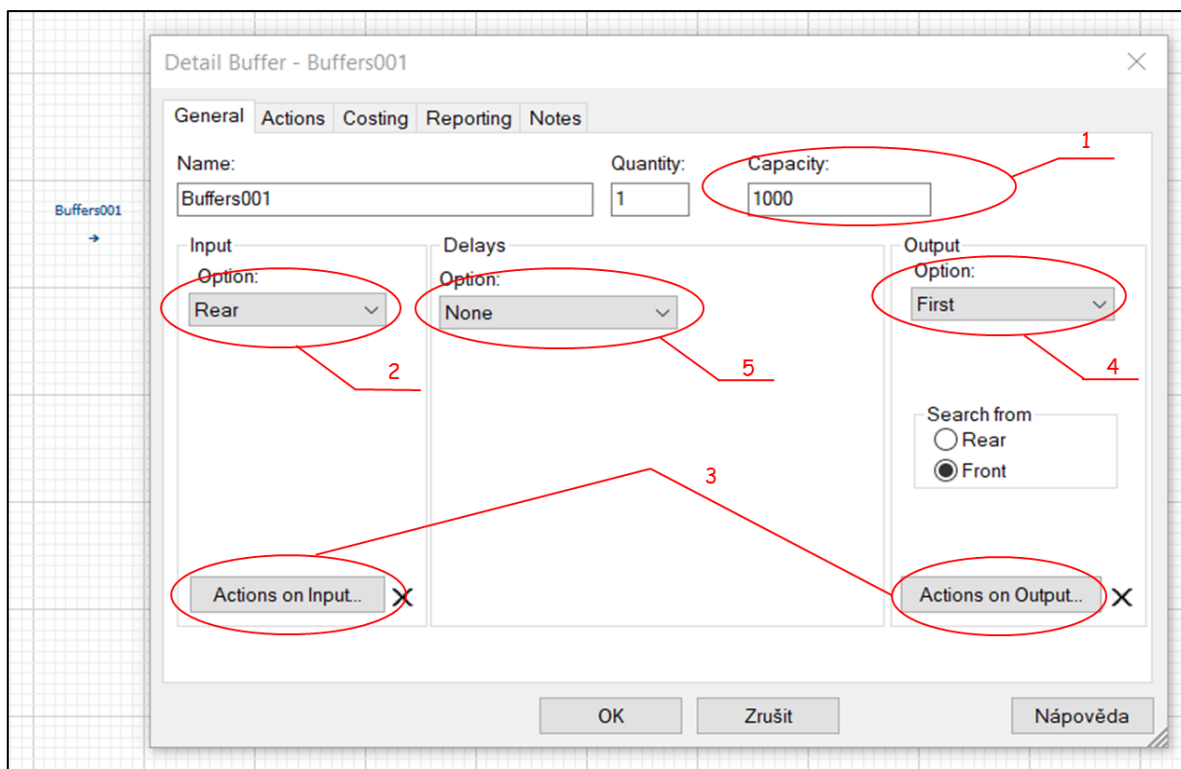 Detail Buffer - Buffers001
General Actions Costing Reporting Notes
1
Name: Quantity: Capacity:
Buffers001 1 1000
Buffers001
Input Delays Output
Option: Option: Option:
Rear None First
2 5 4
Search from
Rear
Front
3
Actions on Input... Actions on Output...
OK Zrušit Nápověda